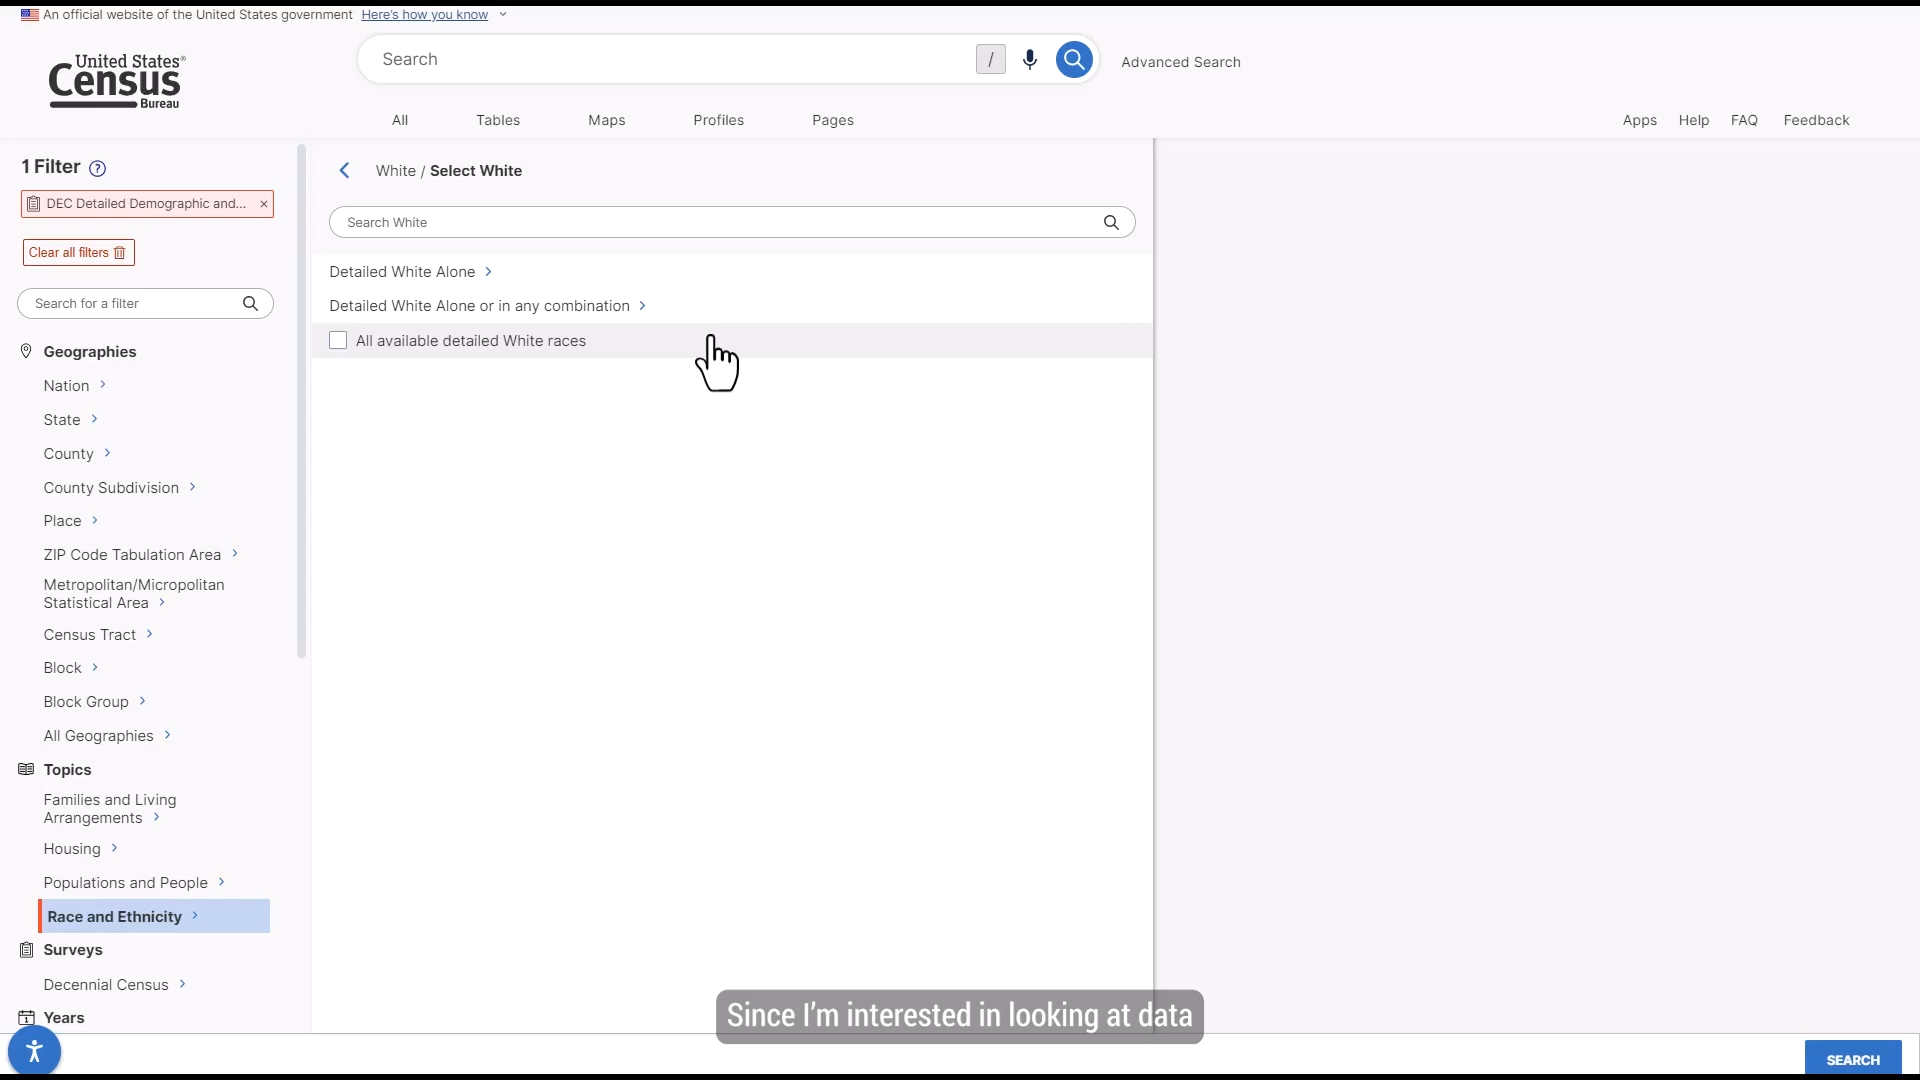 An official website of the United States government Here's how you know
United States®
Census
Bureau
Search
/
Advanced Search
All Tables Maps Profiles Pages
Apps Help FAQ Feedback
1 Filter ?
DEC Detailed Demographic and... ×
Clear all filters
Search for a filter
Geographies
Nation
State
County
County Subdivision
Place
ZIP Code Tabulation Area
Metropolitan/Micropolitan
Statistical Area
Census Tract
Block
Block Group
All Geographies
Topics
Families and Living
Arrangements
Housing
Populations and People
Race and Ethnicity
Surveys
Decennial Census
Years
White / Select White
Search White
Detailed White Alone
Detailed White Alone or in any combination
All available detailed White races
Since I'm interested in looking at data
SEARCH